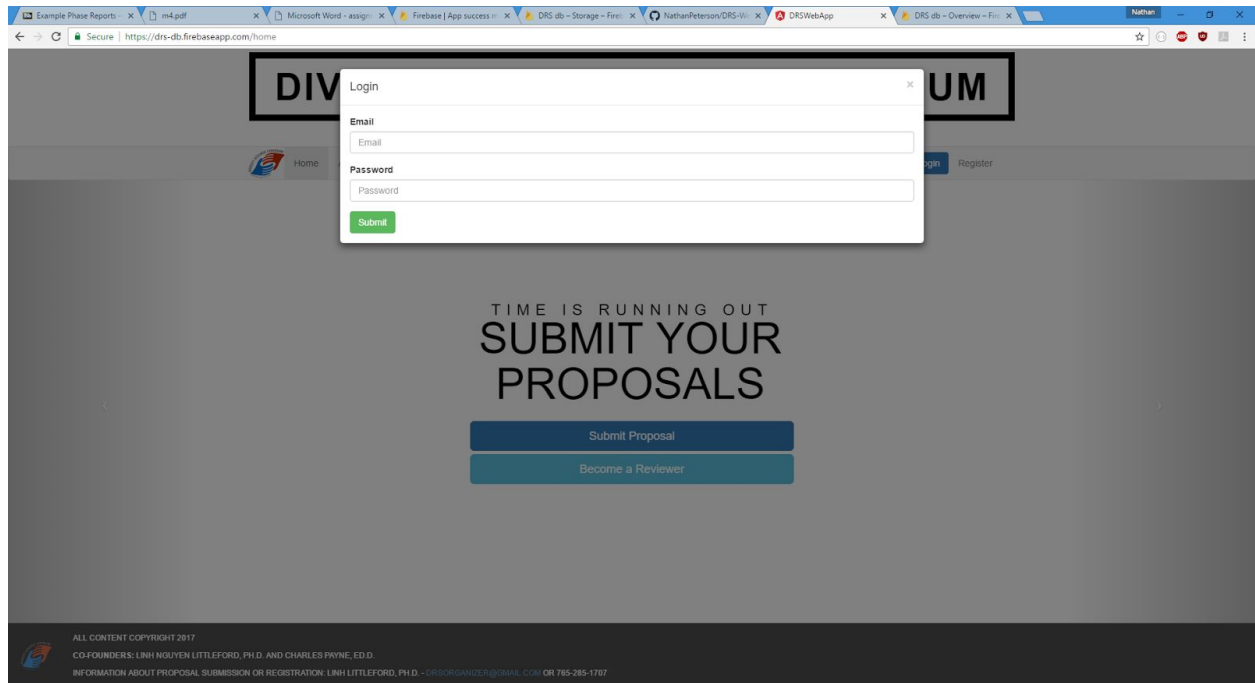 Example Phase Reports -
m4.pdf
Microsoft Word - assign
Firebase | App success m
DRS db – Storage – Fireb
NathanPeterson/DRS-We
DRSWebApp
DRS db – Overview – Fire
Nathan
Secure | https://drs-db.firebaseapp.com/home
DIV
UM
Login
×
Email
Email
Password
Password
Submit
Home
ogin
Register
TIME IS RUNNING OUT
SUBMIT YOUR
PROPOSALS
Submit Proposal
Become a Reviewer
ALL CONTENT COPYRIGHT 2017
CO-FOUNDERS: LINH NGUYEN LITTLEFORD, PH.D. AND CHARLES PAYNE, ED.D.
INFORMATION ABOUT PROPOSAL SUBMISSION OR REGISTRATION: LINH LITTLEFORD, PH.D. - DRSORGANIZER@GMAIL.COM OR 765-285-1707